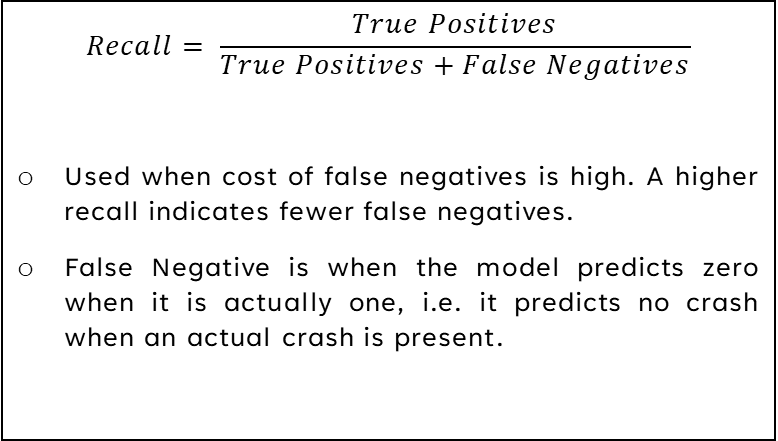 Recall = True Positives / True Positives + False Negatives
○ Used when cost of false negatives is high. A higher
recall indicates fewer false negatives.
○ False Negative is when the model predicts zero
when it is actually one, i.e. it predicts no crash
when an actual crash is present.